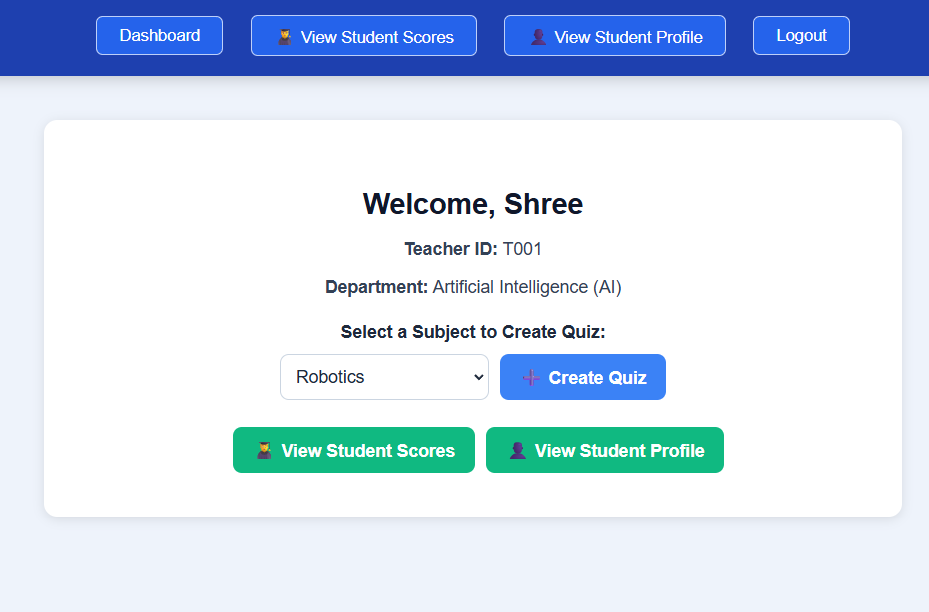 Dashboard View Student Scores View Student Profile Logout
Welcome, Shree
Teacher ID: T001
Department: Artificial Intelligence (AI)
Select a Subject to Create Quiz:
Robotics Create Quiz
View Student Scores View Student Profile